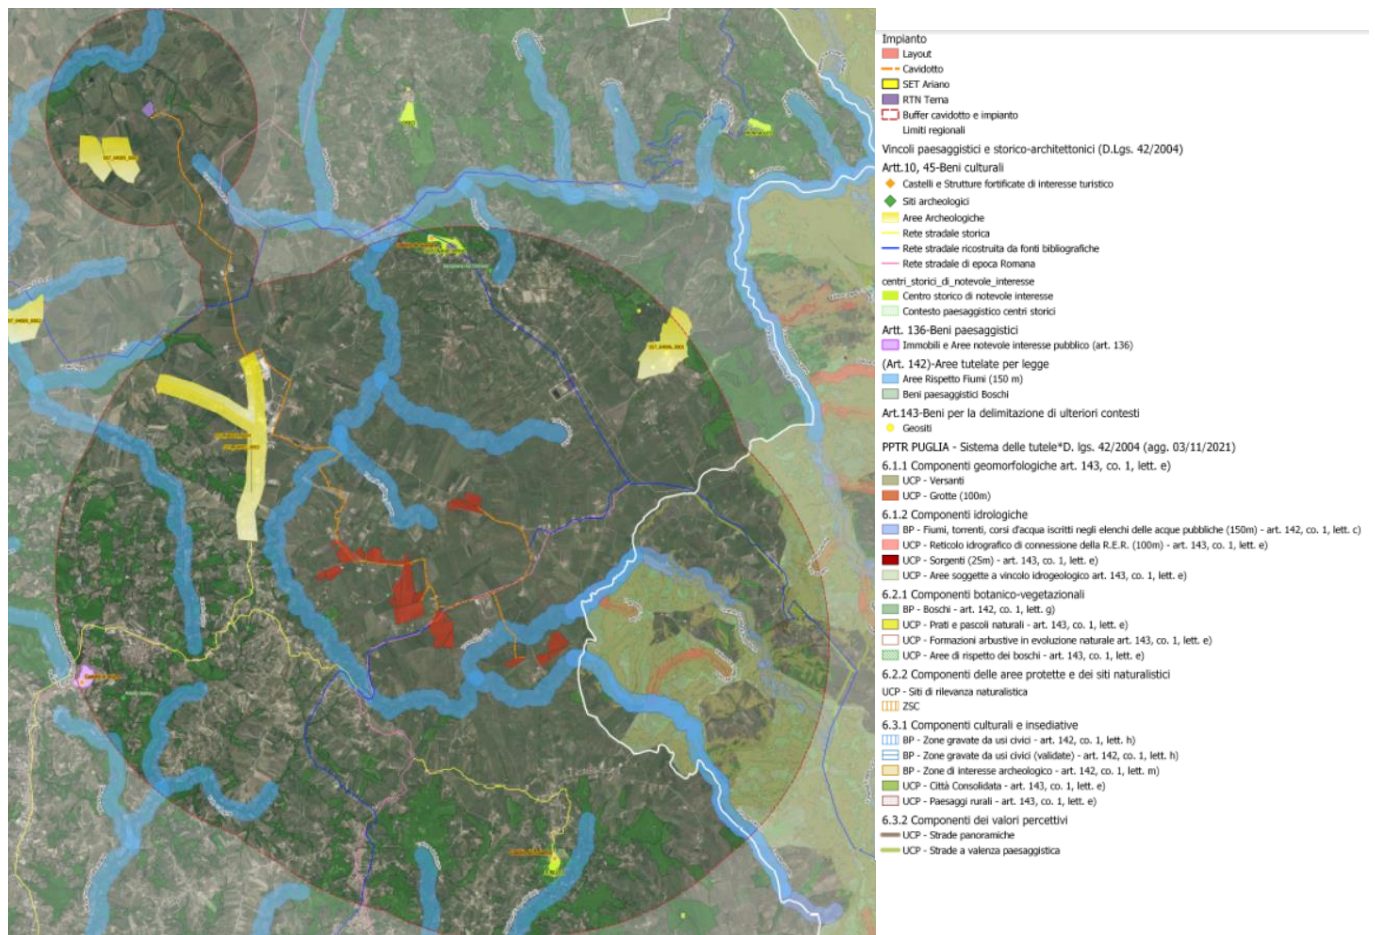 Impianto
Layout
Cavidotto
SET Ariano
RTN Terna
Buffer cavidotto e impianto
Limiti regionali
Vincoli paesaggistici e storico-architettonici (D.Lgs. 42/2004)
Artt.10, 45-Beni culturali
Castelli e Strutture fortificate di interesse turistico
Siti archeologici
Aree Archeologiche
Rete stradale storica
Rete stradale ricostruita da fonti bibliografiche
Rete stradale di epoca Romana
centri_storici_di_notevole_interesse
Centro storico di notevole interesse
Contesto paesaggistico centri storici
Artt. 136-Beni paesaggistici
Immobili e Aree notevole interesse pubblico (art. 136)
(Art. 142)-Aree tutelate per legge
Aree Rispetto Fiumi (150 m)
Beni paesaggistici Boschi
Art.143-Beni per la delimitazione di ulteriori contesti
Geositi
PPTR PUGLIA - Sistema delle tutele*D. lgs. 42/2004 (agg. 03/11/2021)
6.1.1 Componenti geomorfologiche art. 143, co. 1, lett. e)
UCP - Versanti
UCP - Grotte (100m)
6.1.2 Componenti idrologiche
BP - Fiumi, torrenti, corsi d'acqua iscritti negli elenchi delle acque pubbliche (150m) - art. 142, co. 1, lett. c)
UCP - Reticolo idrografico di connessione della R.E.R. (100m) - art. 143, co. 1, lett. e)
UCP - Sorgenti (25m) - art. 143, co. 1, lett. e)
UCP - Aree soggette a vincolo idrogeologico art. 143, co. 1, lett. e)
6.2.1 Componenti botanico-vegetazionali
BP - Boschi - art. 142, co. 1, lett. g)
UCP - Prati e pascoli naturali - art. 143, co. 1, lett. e)
UCP - Formazioni arbustive in evoluzione naturale art. 143, co. 1, lett. e)
UCP - Aree di rispetto dei boschi - art. 143, co. 1, lett. e)
6.2.2 Componenti delle aree protette e dei siti naturalistici
UCP - Siti di rilevanza naturalistica
ZSC
6.3.1 Componenti culturali e insediative
BP - Zone gravate da usi civici - art. 142, co. 1, lett. h)
BP - Zone gravate da usi civici (validate) - art. 142, co. 1, lett. h)
BP - Zone di interesse archeologico - art. 142, co. 1, lett. m)
UCP - Città Consolidata - art. 143, co. 1, lett. e)
UCP - Paesaggi rurali - art. 143, co. 1, lett. e)
6.3.2 Componenti dei valori percettivi
UCP - Strade panoramiche
UCP - Strade a valenza paesaggistica